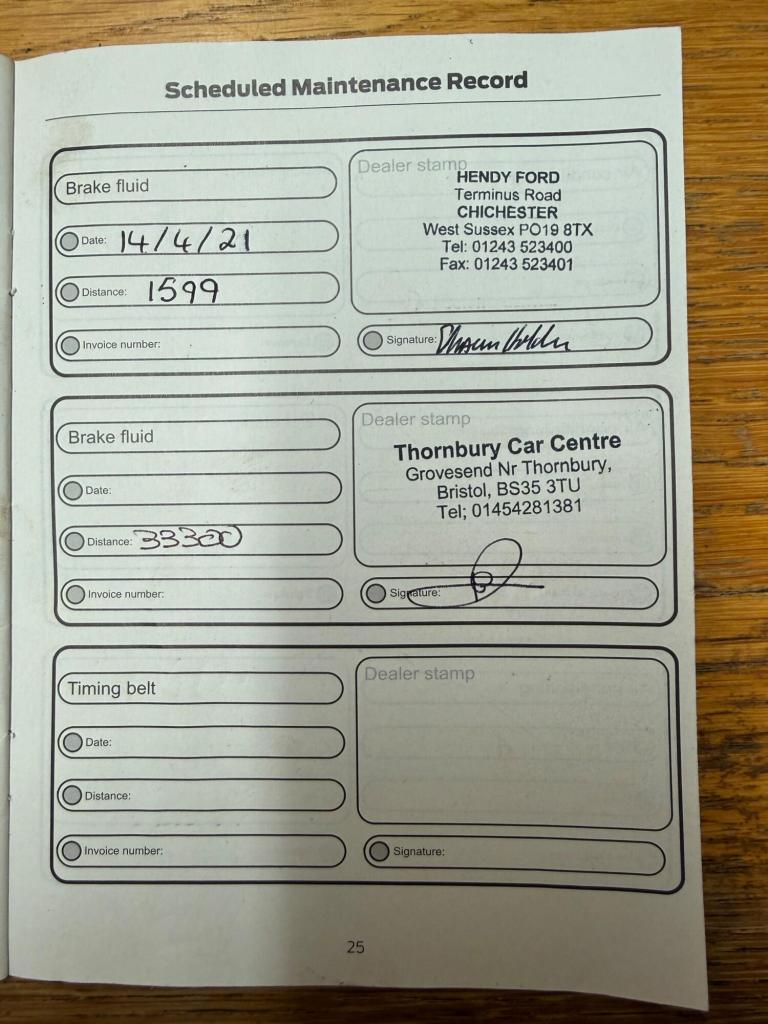 Scheduled Maintenance Record
Brake fluid
Date: 14/4/21
Distance: 1599
Invoice number:
Dealer stamp
HENDY FORD
Terminus Road
CHICHESTER
West Sussex PO19 8TX
Tel: 01243 523400
Fax: 01243 523401
Signature:
Brake fluid
Date:
Distance: 33300
Invoice number:
Dealer stamp
Thornbury Car Centre
Grovesend Nr Thornbury,
Bristol, BS35 3TU
Tel; 01454281381
Signature:
Timing belt
Date:
Distance:
Invoice number:
Dealer stamp
Signature:
25